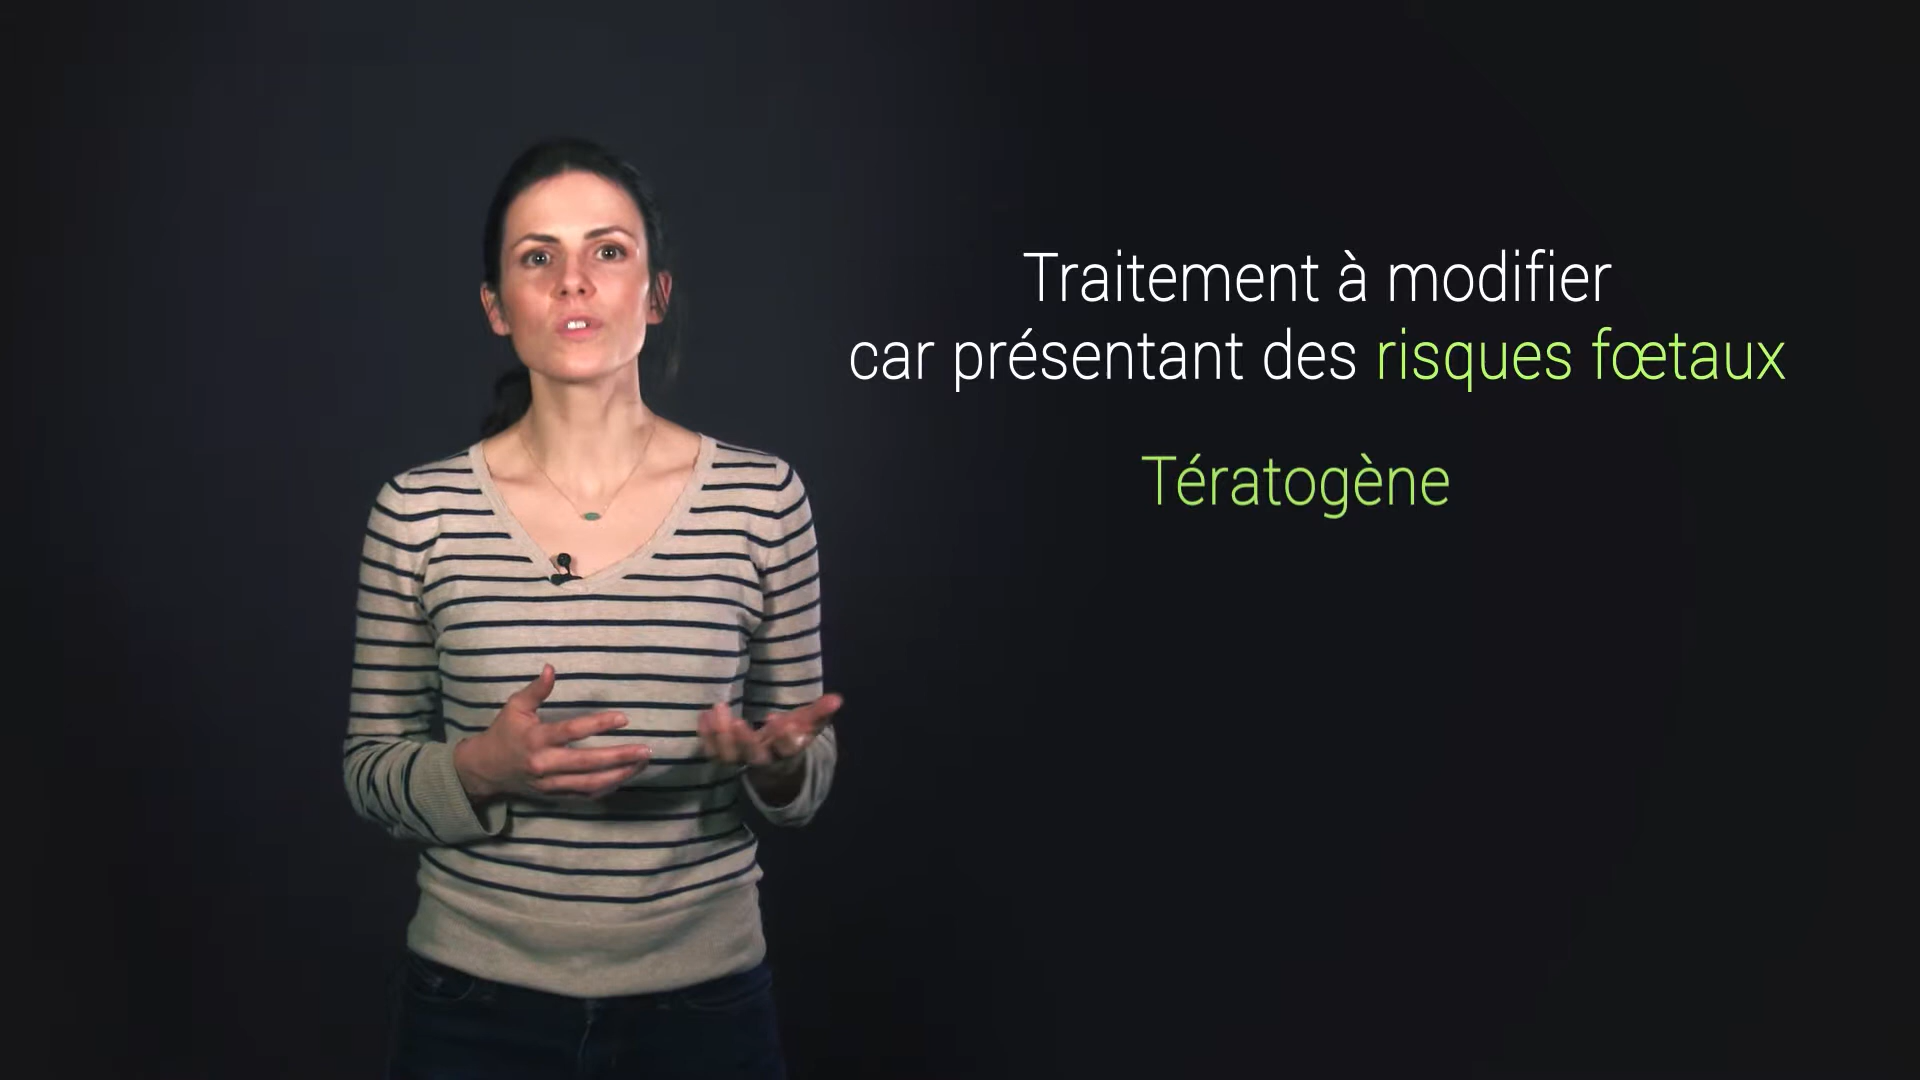 Traitement à modifier
car présentant des risques fœtaux
Tératogène